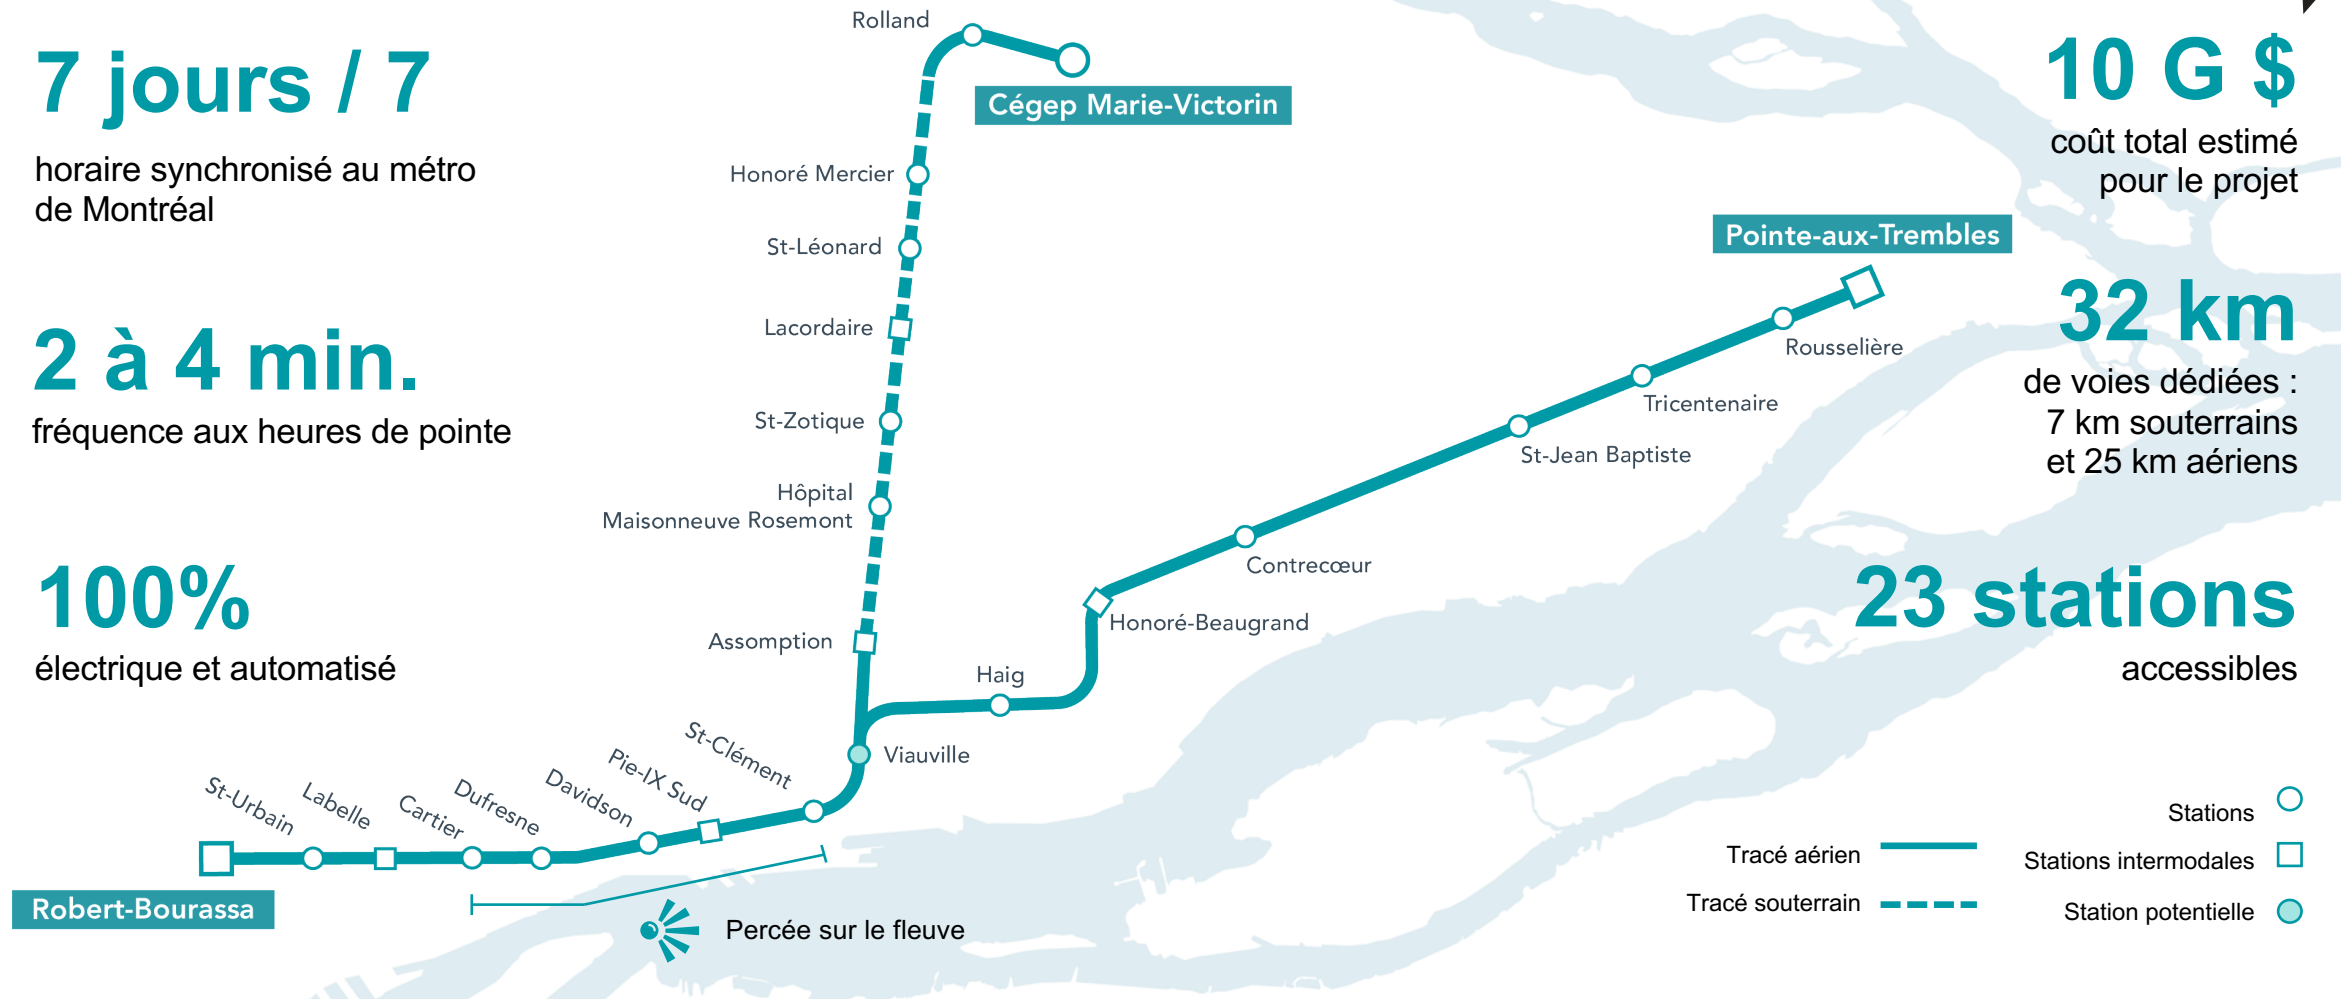 7 jours / 7
horaire synchronisé au métro
de Montréal
2 à 4 min.
fréquence aux heures de pointe
100%
électrique et automatisé
Rolland
Cégep Marie-Victorin
Honoré Mercier
St-Léonard
Lacordaire
St-Zotique
Hôpital
Maisonneuve Rosemont
Assomption
Haig
Viauville
St-Clément
Pie-IX Sud
Davidson
Dufresne
Cartier
Labelle
St-Urbain
Robert-Bourassa
Percée sur le fleuve
Pointe-aux-Trembles
Rousselière
Tricentenaire
St-Jean Baptiste
Contrecœur
Honoré-Beaugrand
10 G $
coût total estimé
pour le projet
32 km
de voies dédiées :
7 km souterrains
et 25 km aériens
23 stations
accessibles
Tracé aérien
Tracé souterrain
Stations
Stations intermodales
Station potentielle